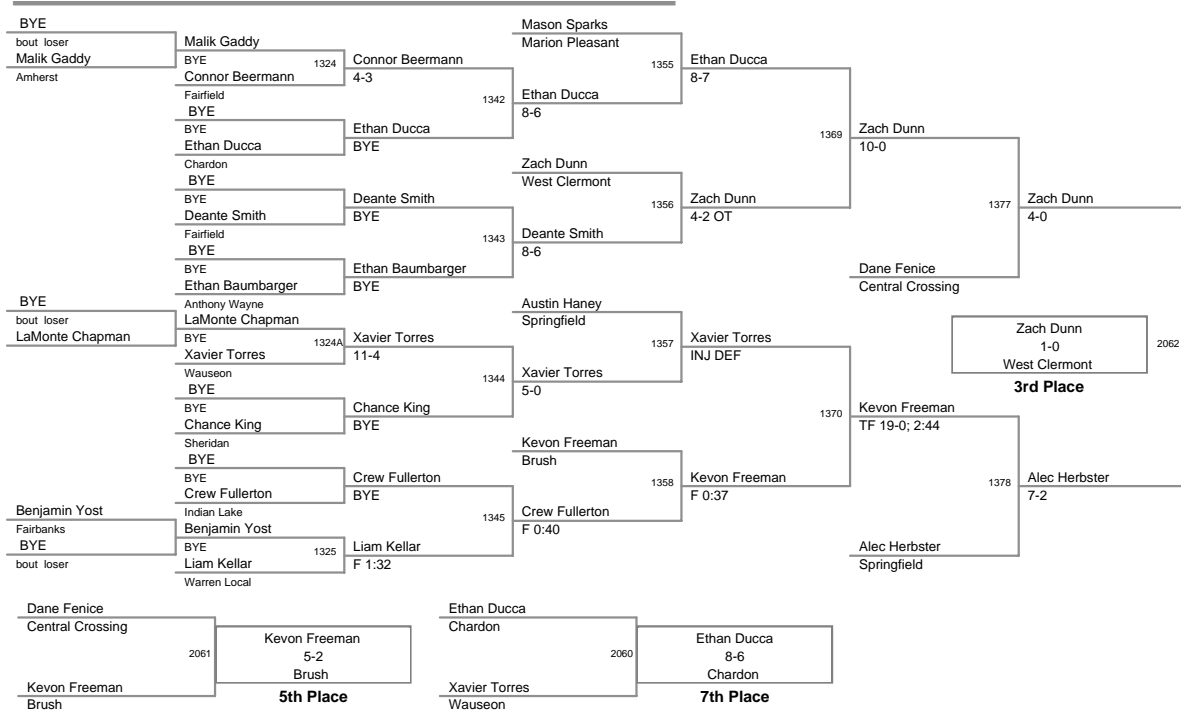 BYE
bout loser
Malik Gaddy
Amherst
BYE
bout loser
LaMonte Chapman
Benjamin Yost
Fairbanks
BYE
bout loser
Malik Gaddy
BYE
Connor Beermann
Fairfield
BYE
BYE
Ethan Ducca
Chardon
BYE
BYE
Deante Smith
Fairfield
BYE
BYE
Ethan Baumbarger
Anthony Wayne
LaMonte Chapman
BYE
Xavier Torres
Wauseon
BYE
BYE
Chance King
Sheridan
BYE
BYE
Crew Fullerton
Indian Lake
Benjamin Yost
BYE
Liam Kellar
Warren Local
1324
1324A
1325
Connor Beermann
4-3
Ethan Ducca
BYE
Deante Smith
BYE
Ethan Baumbarger
BYE
Xavier Torres
11-4
Chance King
BYE
Crew Fullerton
BYE
Liam Kellar
F 1:32
1342
1343
1344
1345
Mason Sparks
Marion Pleasant
Ethan Ducca
8-6
Zach Dunn
West Clermont
Deante Smith
8-6
Austin Haney
Springfield
Xavier Torres
5-0
Kevon Freeman
Brush
Crew Fullerton
F 0:40
1355
1356
1357
1358
Ethan Ducca
8-7
Zach Dunn
4-2 OT
Xavier Torres
INJ DEF
Kevon Freeman
F 0:37
1369
1370
Zach Dunn
10-0
Dane Fenice
Central Crossing
Kevon Freeman
TF 19-0; 2:44
Alec Herbster
Springfield
1377
1378
Zach Dunn
4-0
Alec Herbster
7-2
Zach Dunn
1-0
West Clermont
2062
3rd Place
Dane Fenice
Central Crossing
2061
Kevon Freeman
Brush
Kevon Freeman
5-2
Brush
5th Place
Ethan Ducca
Chardon
2060
Xavier Torres
Wauseon
Ethan Ducca
8-6
Chardon
7th Place